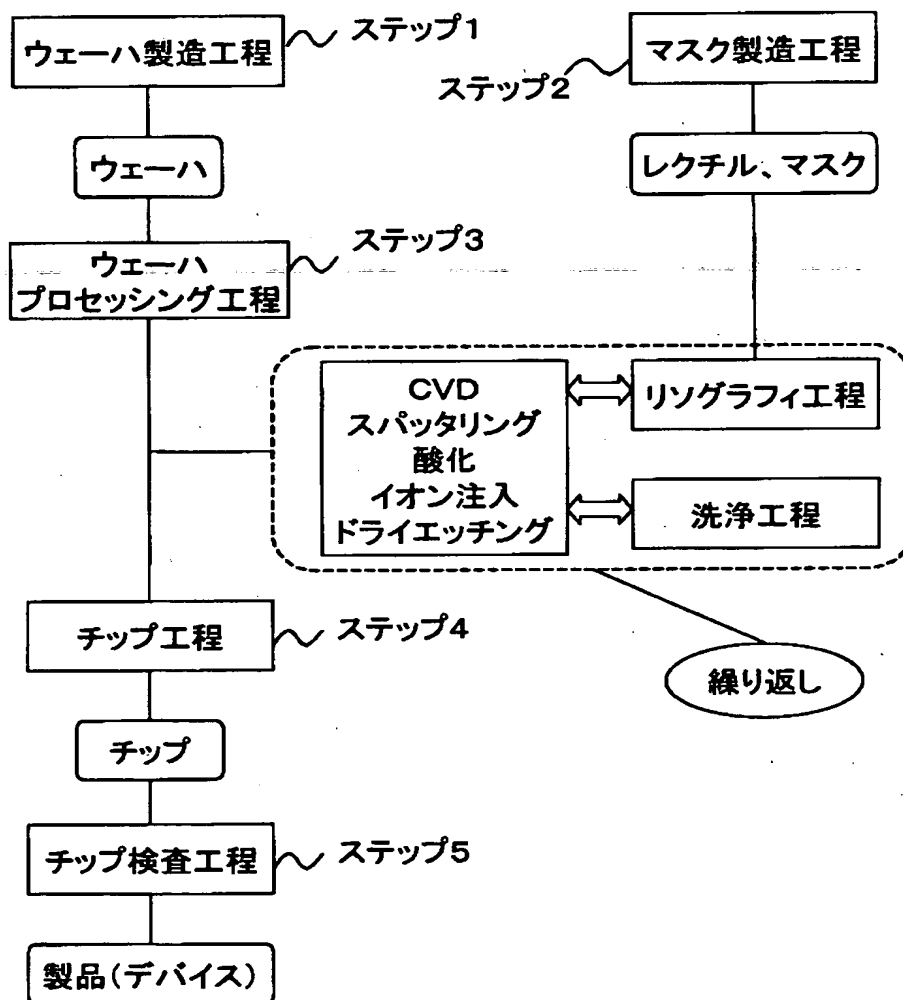 ウェーハ製造工程
ステップ1
マスク製造工程
ステップ2
ウェーハ
レクチル、マスク
ウェーハ
プロセッシング工程
ステップ3
CVD
スパッタリング
酸化
イオン注入
ドライエッチング
リソグラフィ工程
洗浄工程
チップ工程
ステップ4
繰り返し
チップ
チップ検査工程
ステップ5
製品(デバイス)